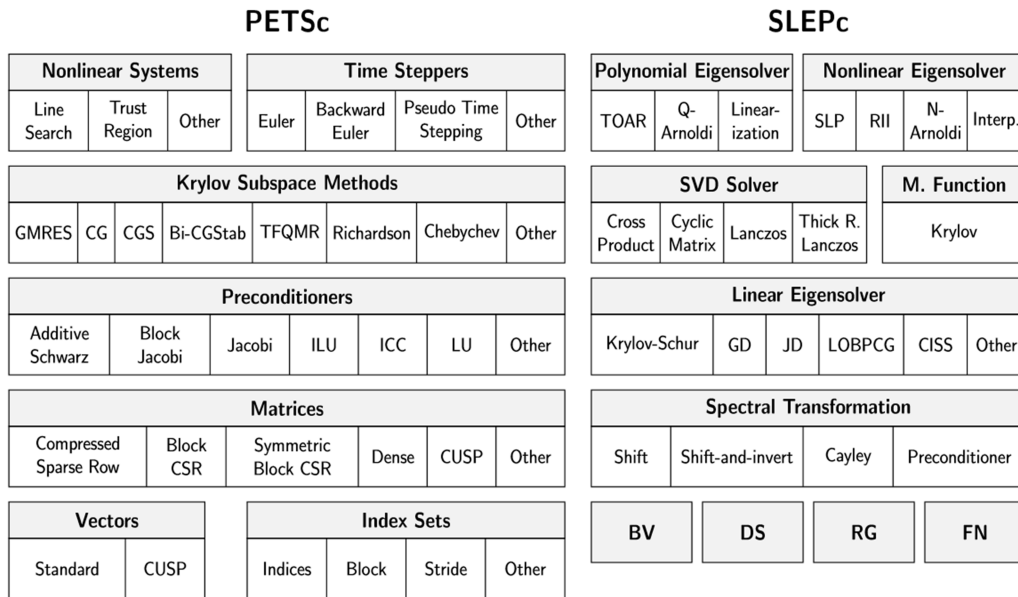 PETSc
Nonlinear Systems
Line
Search
Trust
Region
Other
Time Steppers
Euler
Backward
Euler
Pseudo Time
Stepping
Other
Krylov Subspace Methods
GMRES
CG
CGS
Bi-CGStab
TFQMR
Richardson
Chebychev
Other
Preconditioners
Additive
Schwarz
Block
Jacobi
Jacobi
ILU
ICC
LU
Other
Matrices
Compressed
Sparse Row
Block
CSR
Symmetric
Block CSR
Dense
CUSP
Other
Vectors
Standard
CUSP
Index Sets
Indices
Block
Stride
Other
SLEPc
Polynomial Eigensolver
TOAR
Q-
Arnoldi
Linear-
ization
Nonlinear Eigensolver
SLP
RII
N-
Arnoldi
Interp.
SVD Solver
Cross
Product
Cyclic
Matrix
Lanczos
Thick R.
Lanczos
M. Function
Krylov
Linear Eigensolver
Krylov-Schur
GD
JD
LOBPCG
CISS
Other
Spectral Transformation
Shift
Shift-and-invert
Cayley
Preconditioner
BV
DS
RG
FN